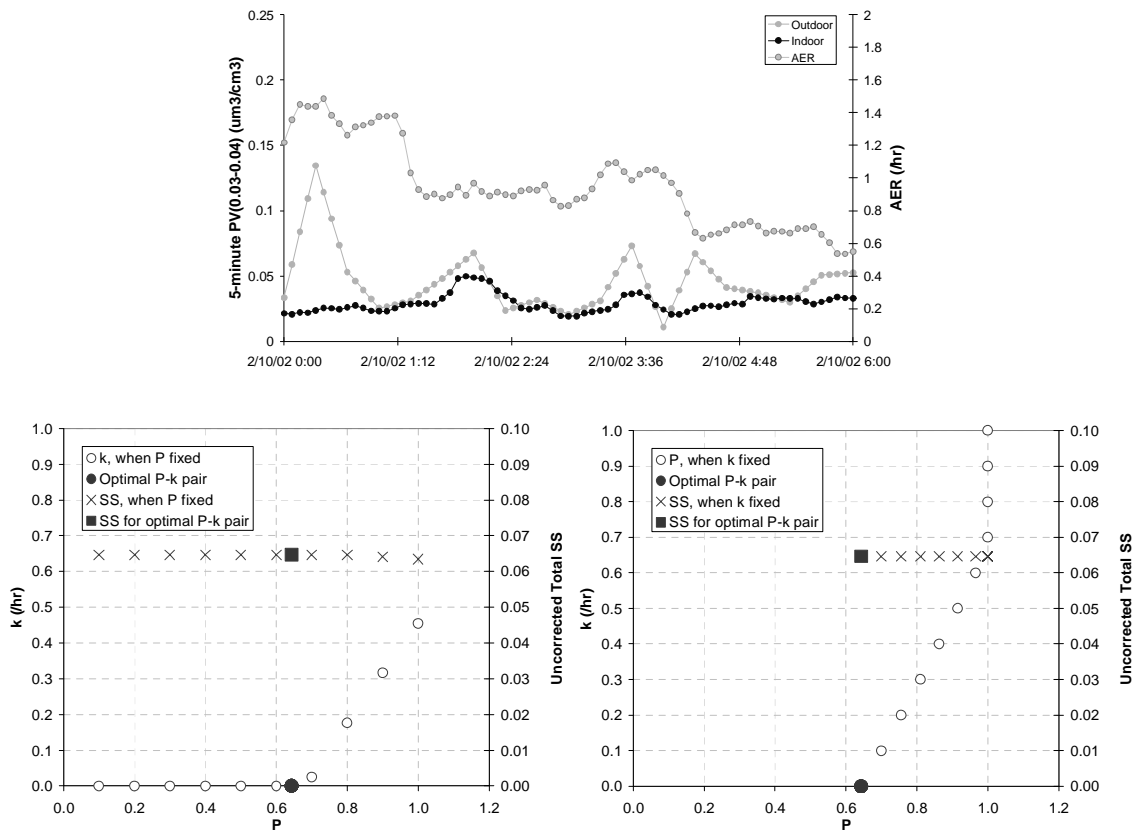 5-minute PV(0.03-0.04) (um3/cm3)
0.25
0.2
0.15
0.1
0.05
0
Outdoor
Indoor
AER
2
1.8
1.6
1.4
1.2
1
0.8
0.6
0.4
0.2
0
AER (/hr)
2/10/02 0:00 2/10/02 1:12 2/10/02 2:24 2/10/02 3:36 2/10/02 4:48 2/10/02 6:00
k (/hr)
1.0
0.9
0.8
0.7
0.6
0.5
0.4
0.3
0.2
0.1
0.0
k, when P fixed
Optimal P-k pair
SS, when P fixed
SS for optimal P-k pair
0.10
0.09
0.08
0.07
0.06
0.05
0.04
0.03
0.02
0.01
0.00
Uncorrected Total SS
0.0 0.2 0.4 0.6 0.8 1.0 1.2
P
k (/hr)
1.0
0.9
0.8
0.7
0.6
0.5
0.4
0.3
0.2
0.1
0.0
P, when k fixed
Optimal P-k pair
SS, when k fixed
SS for optimal P-k pair
0.10
0.09
0.08
0.07
0.06
0.05
0.04
0.03
0.02
0.01
0.00
Uncorrected Total SS
0.0 0.2 0.4 0.6 0.8 1.0 1.2
P